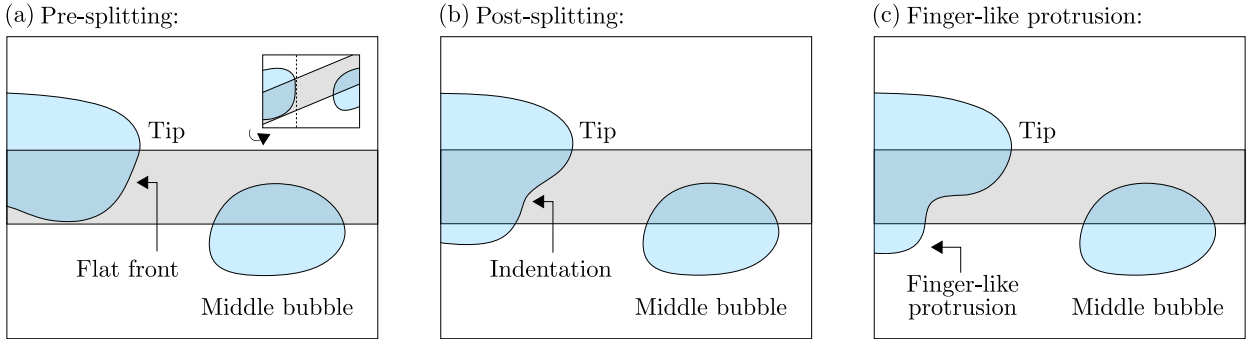 (a) Pre-splitting:
Tip
Flat front
Middle bubble
(b) Post-splitting:
Tip
Indentation
Middle bubble
(c) Finger-like protrusion:
Tip
Finger-like
protrusion
Middle bubble